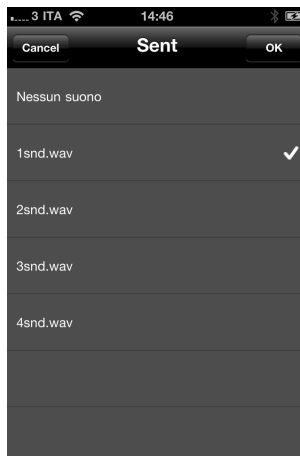 3 ITA 14:46
Cancel Sent OK
Nessun suono
1snd.wav
2snd.wav
3snd.wav
4snd.wav